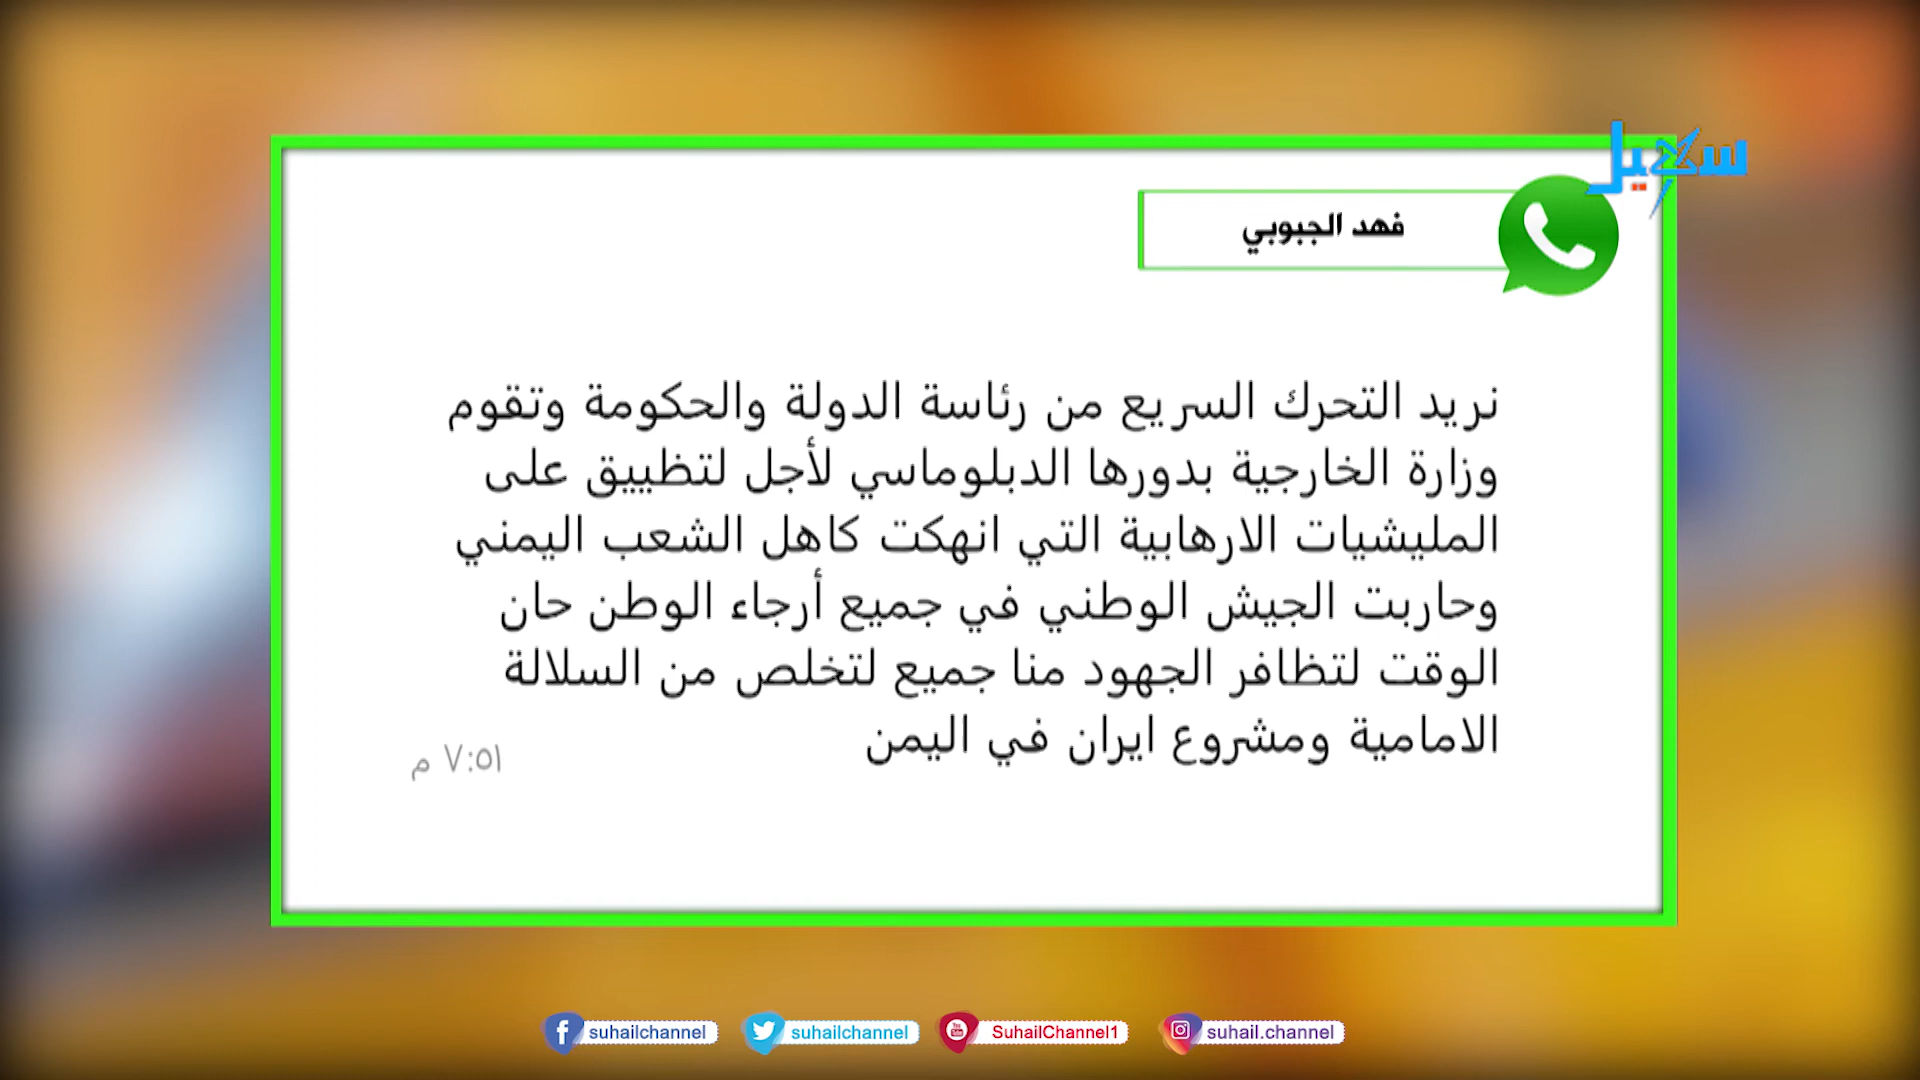 سهيل
فهد الجبوبي
نريد التحرك السريع من رئاسة الدولة والحكومة وتقوم
وزارة الخارجية بدورها الدبلوماسي لأجل لتظييق على
المليشيات الارهابية التي انهكت كاهل الشعب اليمني
وحاربت الجيش الوطني في جميع أرجاء الوطن حان
الوقت لتظافر الجهود منا جميع لتخلص من السلالة
الامامية ومشروع ايران في اليمن
٧:٥١ م
suhailchannel
suhailchannel
SuhailChannel1
suhail.channel